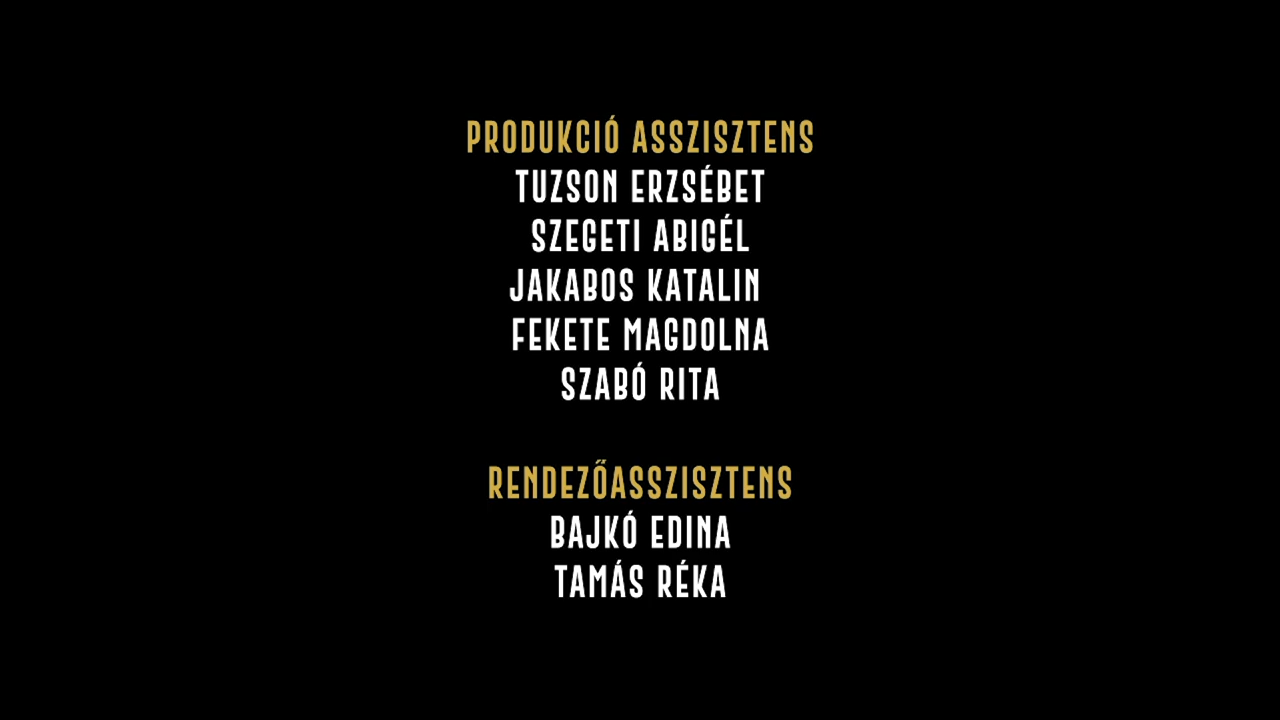 PRODUKCIÓ ASSZISZTENS
TUZSON ERZSÉBET
SZEGETI ABIGÉL
JAKABOS KATALIN
FEKETE MAGDOLNA
SZABÓ RITA
RENDEZŐASSZISZTENS
BAJKÓ EDINA
TAMÁS RÉKA